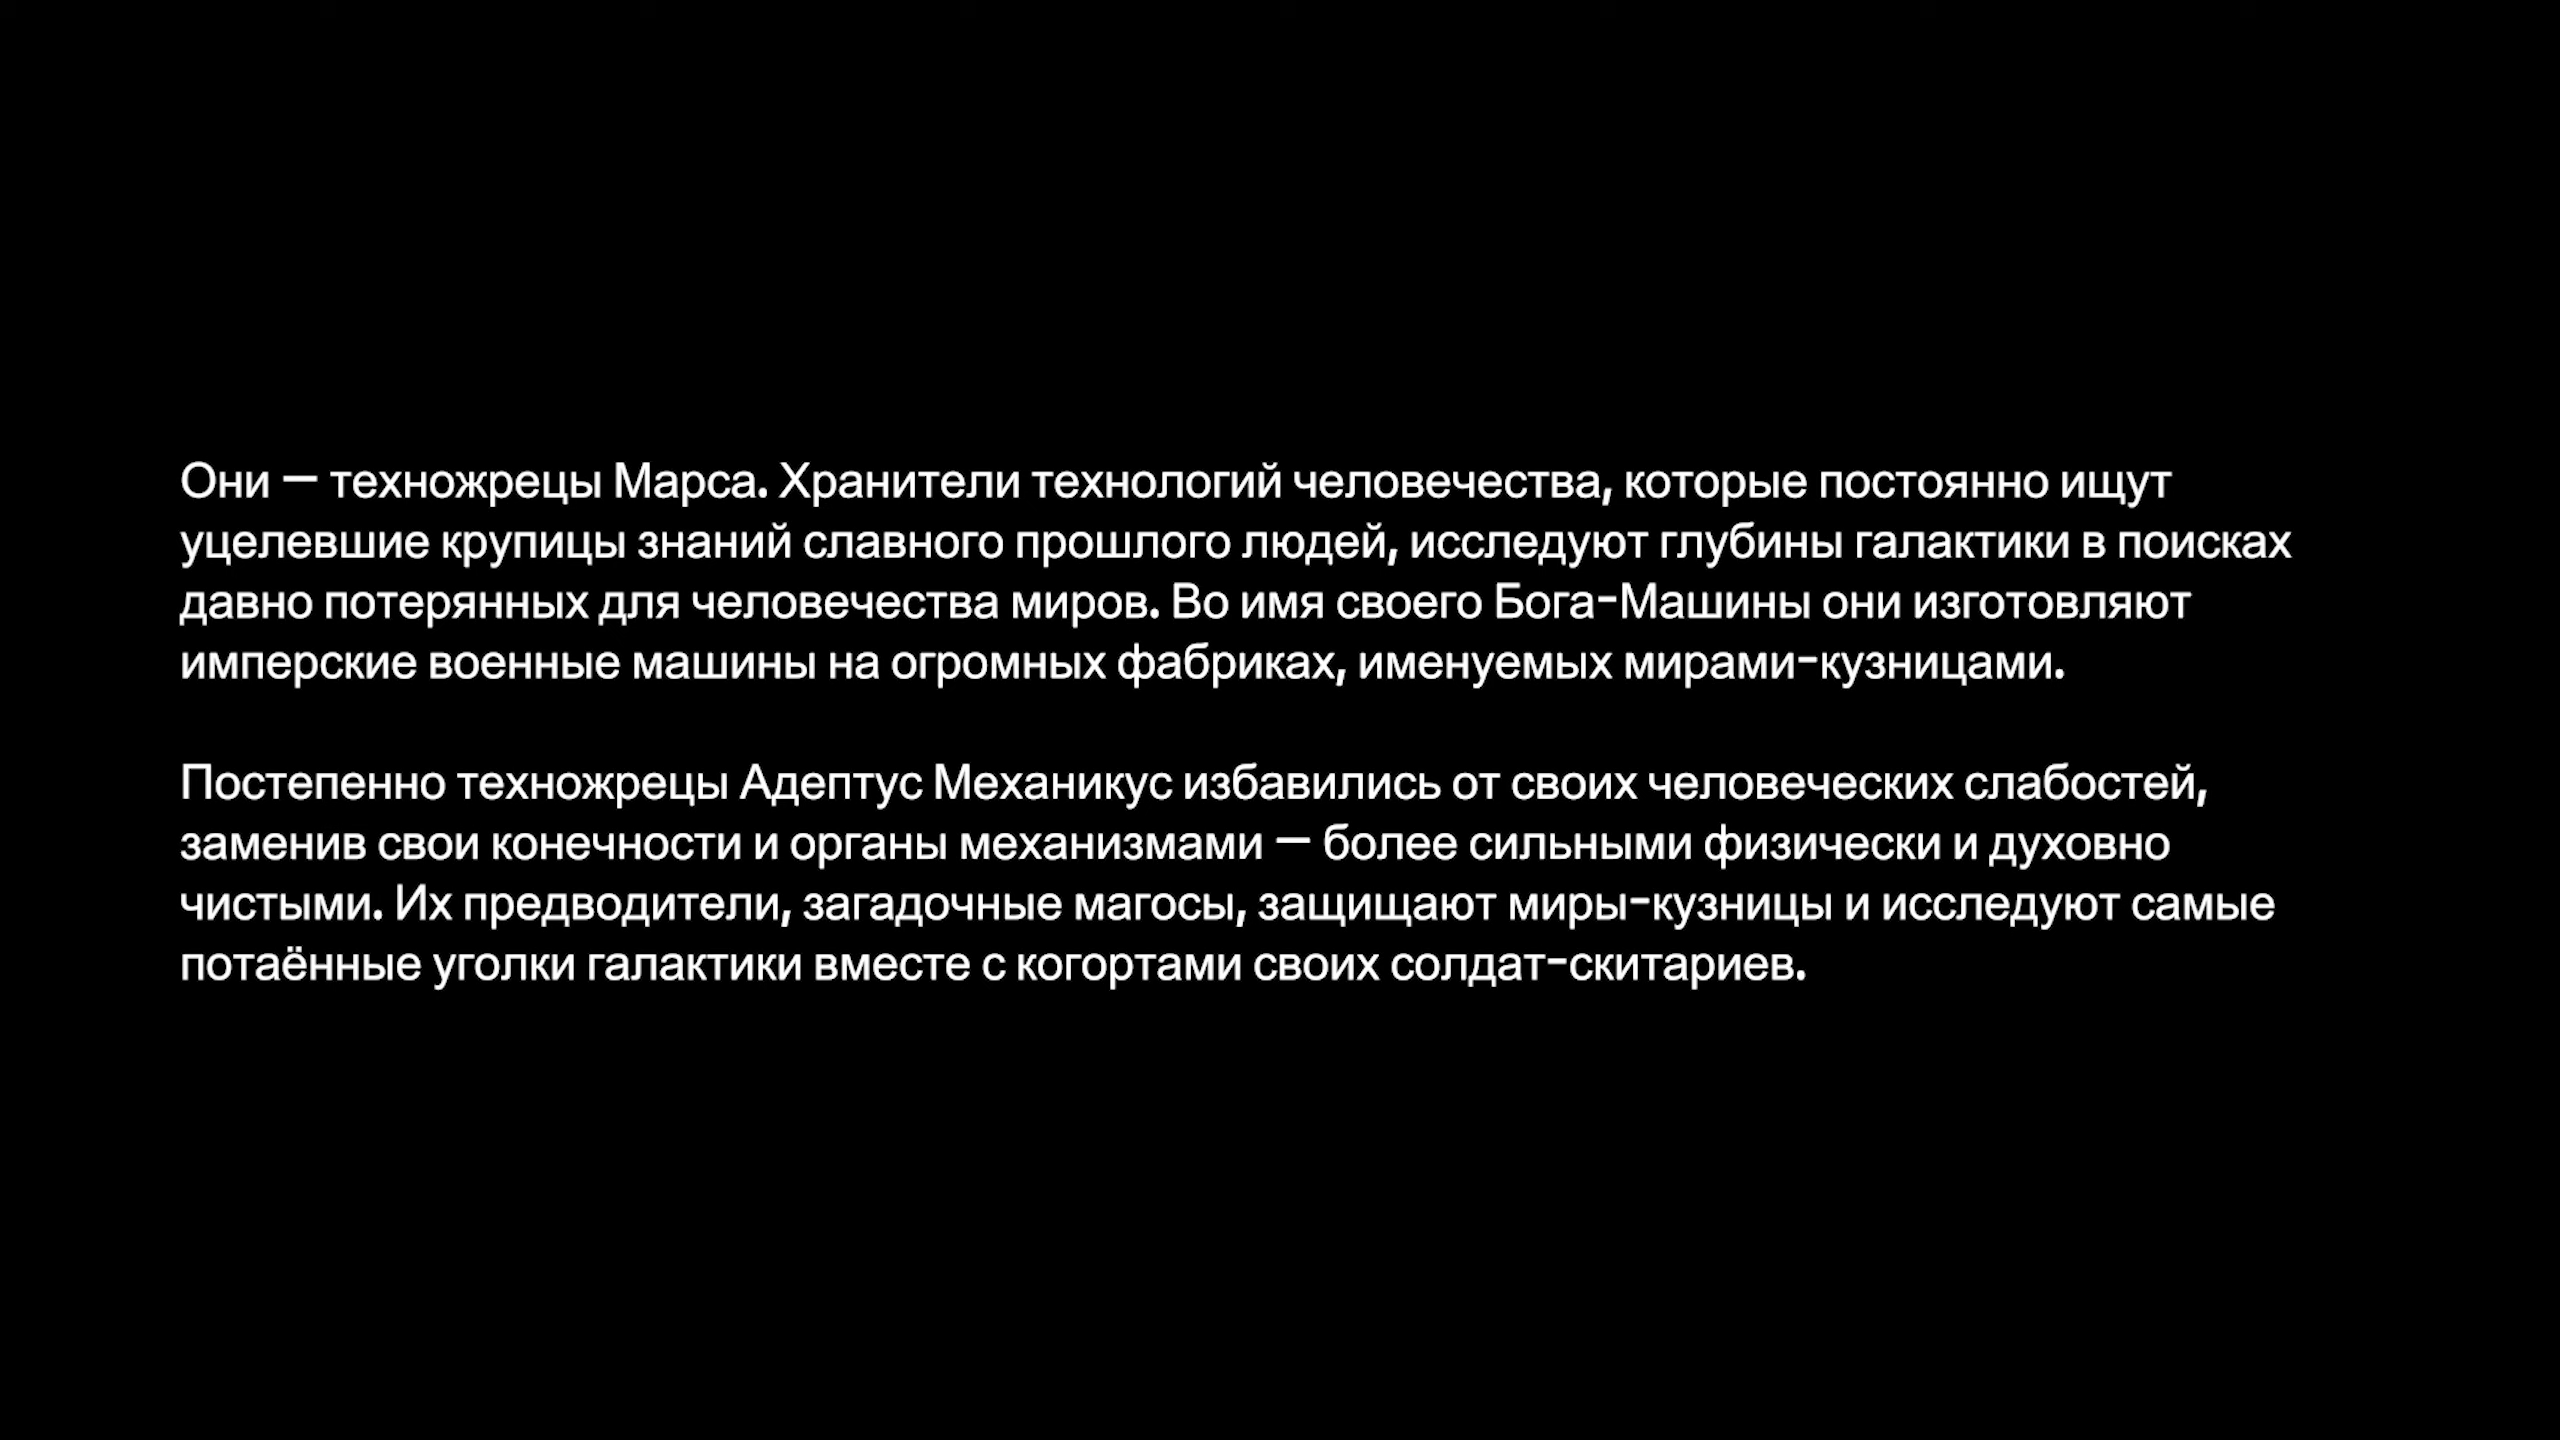 Они — техножрецы Марса. Хранители технологий человечества, которые постоянно ищут
уцелевшие крупицы знаний славного прошлого людей, исследуют глубины галактики в поисках
давно потерянных для человечества миров. Во имя своего Бога-Машины они изготовляют
имперские военные машины на огромных фабриках, именуемых мирами-кузницами.
Постепенно техножрецы Адептус Механикус избавились от своих человеческих слабостей,
заменив свои конечности и органы механизмами — более сильными физически и духовно
чистыми. Их предводители, загадочные магосы, защищают миры-кузницы и исследуют самые
потаённые уголки галактики вместе с когортами своих солдат-скитариев.